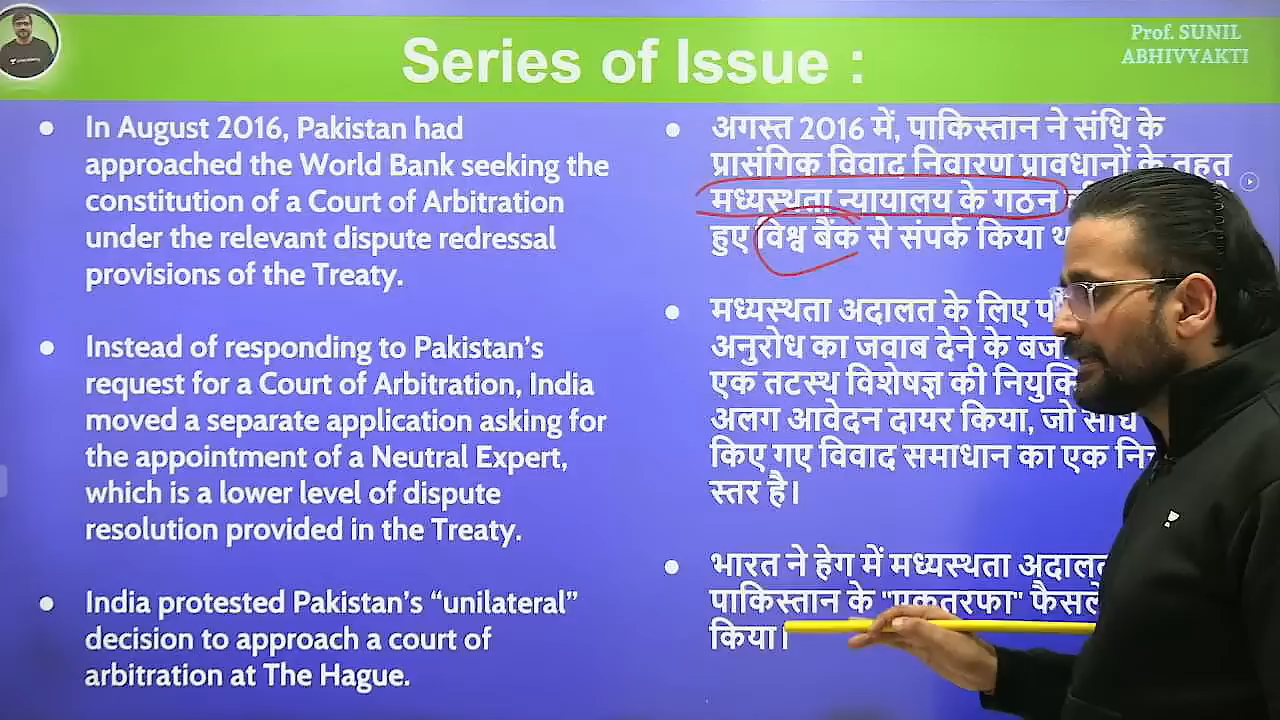 Series of Issue :
Prof. SUNIL
ABHIVYAKTI
In August 2016, Pakistan had
approached the World Bank seeking the
constitution of a Court of Arbitration
under the relevant dispute redressal
provisions of the Treaty.
Instead of responding to Pakistan’s
request for a Court of Arbitration, India
moved a separate application asking for
the appointment of a Neutral Expert,
which is a lower level of dispute
resolution provided in the Treaty.
India protested Pakistan’s “unilateral”
decision to approach a court of
arbitration at The Hague.
अगस्त 2016 में, पाकिस्तान ने संधि के
प्रासंगिक विवाद निवारण प्रावधानों के तहत
मध्यस्थता न्यायालय के गठन
हुए विश्व बैंक से संपर्क किया
मध्यस्थता अदालत के लिए
अनुरोध का जवाब देने के
एक तटस्थ विशेषज्ञ की
अलग आवेदन दायर किया, जो
किए गए विवाद समाधान का एक
स्तर है।
भारत ने हेग में मध्यस्थता
पाकिस्तान के "एकतरफा"
किया।